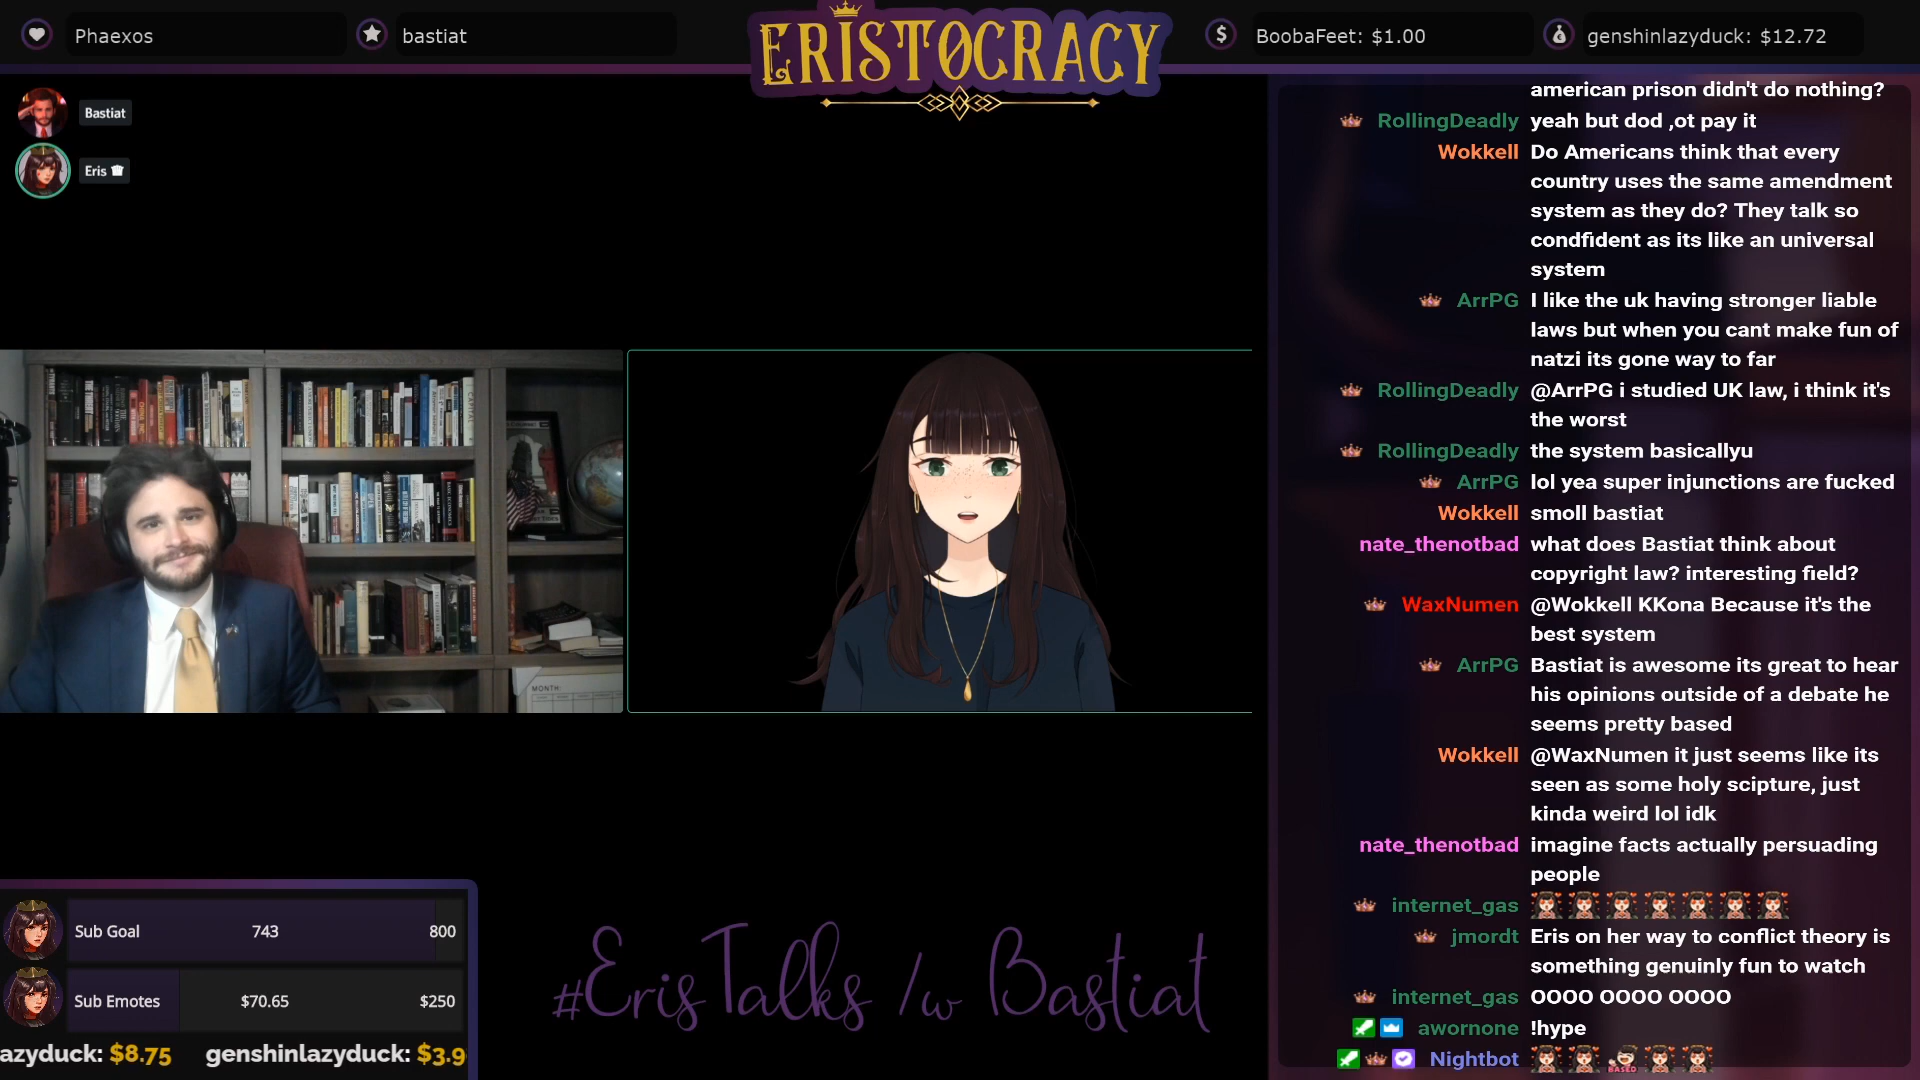 Phaexos
bastiat
ERISTOCRACY
BoobaFeet: $1.00
genshinlazyduck: $12.72
Bastiat
Eris
MONTH:
Sub Goal 743 800
Sub Emotes $70.65 $250
azyduck: $8.75 genshinlazyduck: $3.9
#ErisTalks /w Bastiat
american prison didn't do nothing?
RollingDeadly yeah but dod ,ot pay it
Wokkell Do Americans think that every
country uses the same amendment
system as they do? They talk so
condfident as its like an universal
system
ArrPG I like the uk having stronger liable
laws but when you cant make fun of
natzi its gone way to far
RollingDeadly @ArrPG i studied UK law, i think it's
the worst
RollingDeadly the system basicallyu
ArrPG lol yea super injunctions are fucked
Wokkell smoll bastiat
nate_thenotbad what does Bastiat think about
copyright law? interesting field?
WaxNumen @Wokkell KKona Because it's the
best system
ArrPG Bastiat is awesome its great to hear
his opinions outside of a debate he
seems pretty based
Wokkell @WaxNumen it just seems like its
seen as some holy scipture, just
kinda weird lol idk
nate_thenotbad imagine facts actually persuading
people
internet_gas
jmordt Eris on her way to conflict theory is
something genuinly fun to watch
internet_gas OOOO OOOO OOOO
awornone !hype
Nightbot BASED